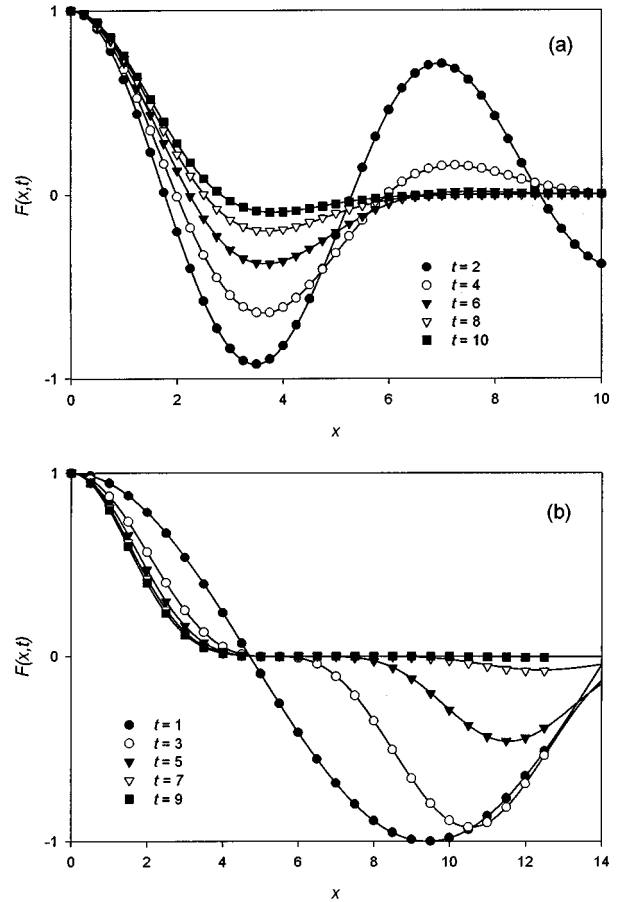 (a)
1
0
-1
F(x,t)
t = 2
t = 4
t = 6
t = 8
t = 10
0 2 4 6 8 10
x
(b)
1
0
-1
F(x,t)
t = 1
t = 3
t = 5
t = 7
t = 9
0 2 4 6 8 10 12 14
x